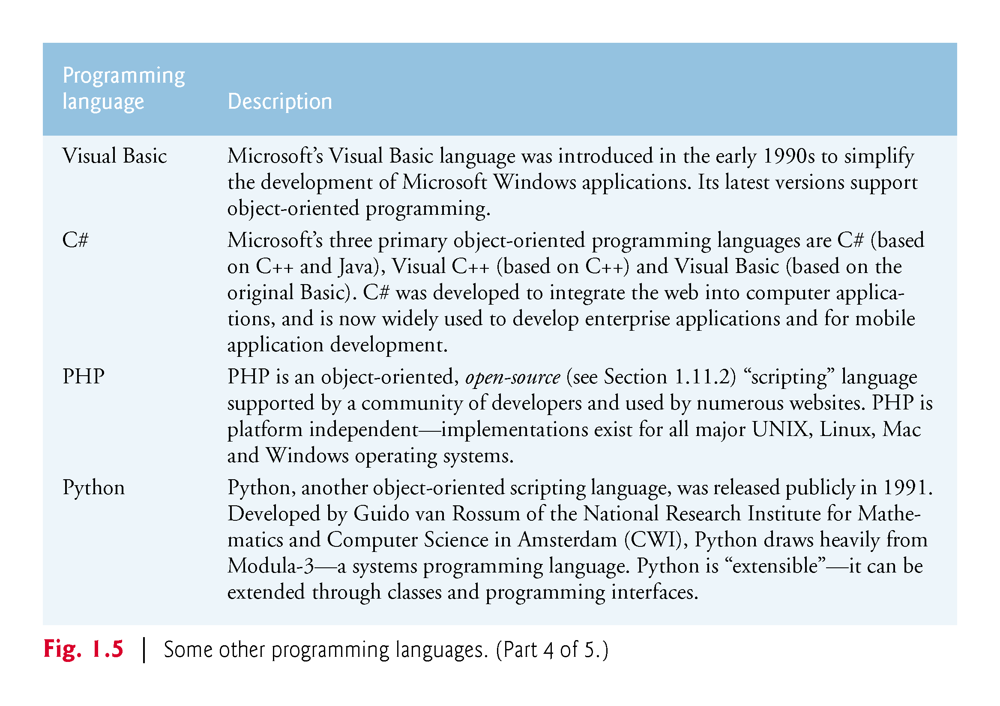 Programming
language Description
Visual Basic Microsoft’s Visual Basic language was introduced in the early 1990s to simplify
the development of Microsoft Windows applications. Its latest versions support
object-oriented programming.
C# Microsoft’s three primary object-oriented programming languages are C# (based
on C++ and Java), Visual C++ (based on C++) and Visual Basic (based on the
original Basic). C# was developed to integrate the web into computer applica-
tions, and is now widely used to develop enterprise applications and for mobile
application development.
PHP PHP is an object-oriented, open-source (see Section 1.11.2) “scripting” language
supported by a community of developers and used by numerous websites. PHP is
platform independent—implementations exist for all major UNIX, Linux, Mac
and Windows operating systems.
Python Python, another object-oriented scripting language, was released publicly in 1991.
Developed by Guido van Rossum of the National Research Institute for Mathe-
matics and Computer Science in Amsterdam (CWI), Python draws heavily from
Modula-3—a systems programming language. Python is “extensible”—it can be
extended through classes and programming interfaces.
Fig. 1.5 | Some other programming languages. (Part 4 of 5.)